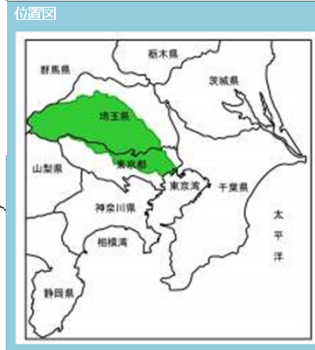 位置図
栃木県
群馬県
茨城県
埼玉県
東京都
山梨県
東京湾
千葉県
神奈川県
太平洋
相模湾
静岡県